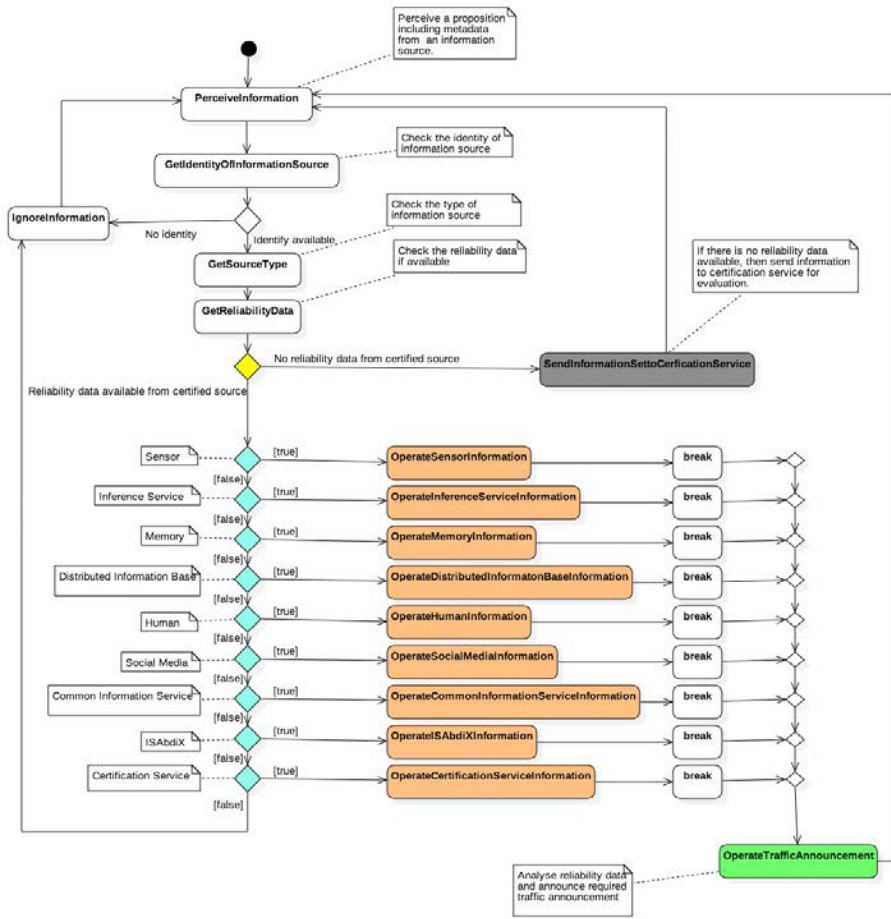 Perceive a proposition
including metadata
from an information
source.
PerceiveInformation
Check the identity of
information source
GetIdentityOfInformationSource
Check the type of
information source
IgnoreInformation
No identity
Identify available
Check the reliability data
if available
GetSourceType
If there is no reliability data
available, then send information
to certification service for
evaluation.
GetReliabilityData
No reliability data from certified source
SendInformationSettoCerficationService
Reliability data available from certified source
Sensor
[true]
OperateSensorInformation
break
[false]
Inference Service
[true]
OperateInferenceServiceInformation
break
[false]
Memory
[true]
OperateMemoryInformation
break
[false]
Distributed Information Base
[true]
OperateDistributedInformatonBaseInformation
break
[false]
Human
[true]
OperateHumanInformation
break
[false]
Social Media
[true]
OperateSocialMediaInformation
break
[false]
Common Information Service
[true]
OperateCommonInformationServiceInformation
break
[false]
ISAbdiX
[true]
OperateISAbdiXInformation
break
[false]
Certification Service
[true]
OperateCertificationServiceInformation
break
[false]
OperateTrafficAnnouncement
Analyse reliability data
and announce required
traffic announcement